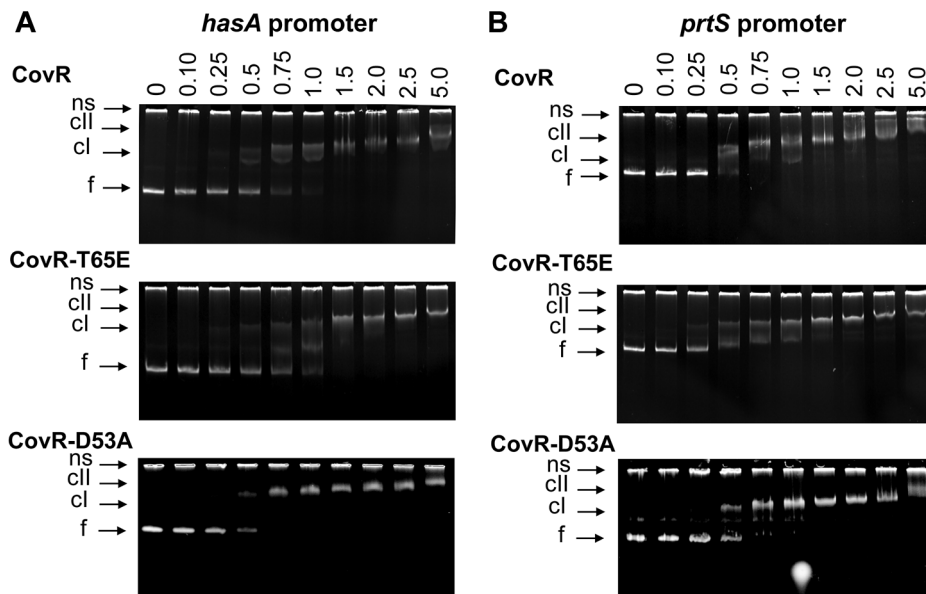 A hasA promoter
CovR 0 0.10 0.25 0.5 0.75 1.0 1.5 2.0 2.5 5.0
ns
cII
cI
f
CovR-T65E
ns
cII
cI
f
CovR-D53A
ns
cII
cI
f
B prtS promoter
CovR 0 0.10 0.25 0.5 0.75 1.0 1.5 2.0 2.5 5.0
ns
cII
cI
f
CovR-T65E
ns
cII
cI
f
CovR-D53A
ns
cII
cI
f